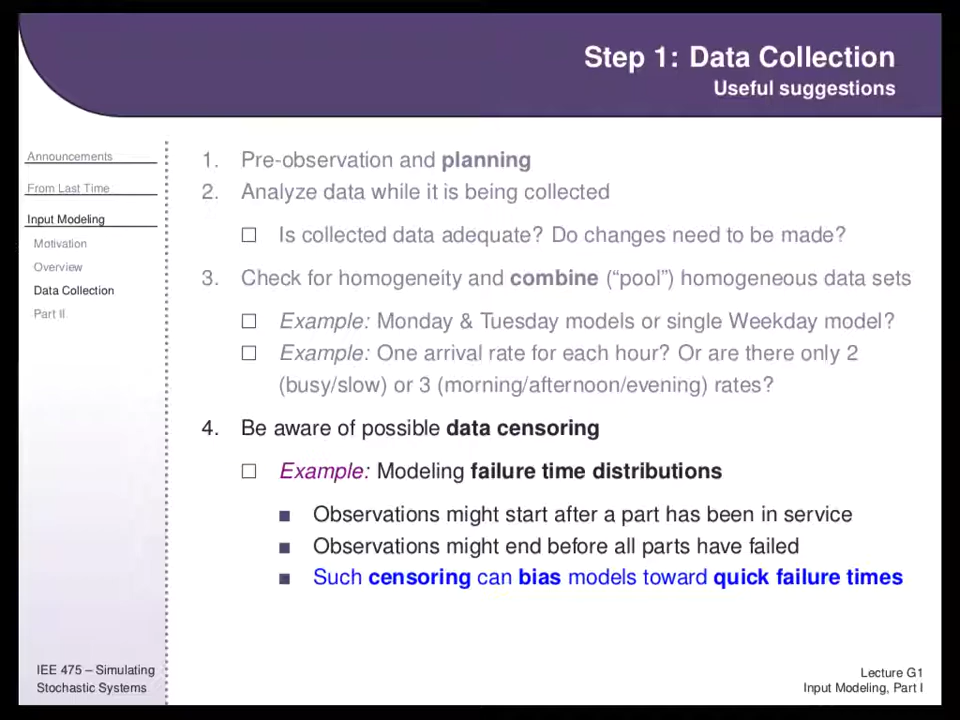 Step 1: Data Collection
Useful suggestions
Announcements
From Last Time
Input Modeling
Motivation
Overview
Data Collection
Part II
1. Pre-observation and planning
2. Analyze data while it is being collected
Is collected data adequate? Do changes need to be made?
3. Check for homogeneity and combine (“pool”) homogeneous data sets
Example: Monday & Tuesday models or single Weekday model?
Example: One arrival rate for each hour? Or are there only 2
(busy/slow) or 3 (morning/afternoon/evening) rates?
4. Be aware of possible data censoring
Example: Modeling failure time distributions
Observations might start after a part has been in service
Observations might end before all parts have failed
Such censoring can bias models toward quick failure times
IEE 475 – Simulating
Stochastic Systems
Lecture G1
Input Modeling, Part I